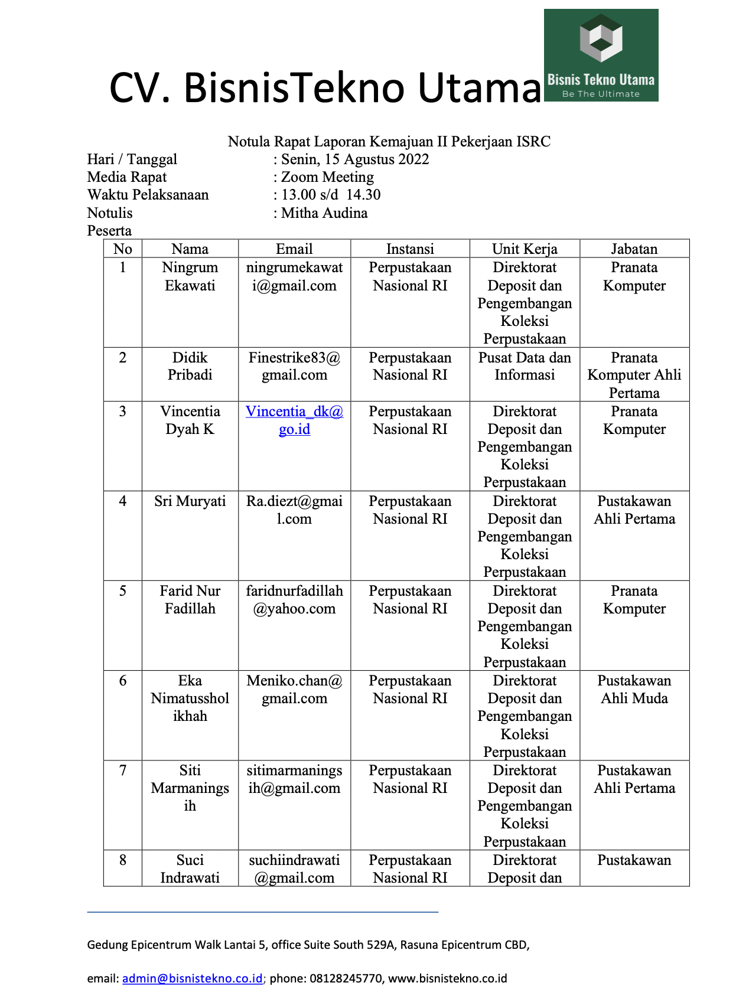 Bisnis Tekno Utama
Be The Ultimate
CV. BisnisTekno Utama
Notula Rapat Laporan Kemajuan II Pekerjaan ISRC
Hari / Tanggal : Senin, 15 Agustus 2022
Media Rapat : Zoom Meeting
Waktu Pelaksanaan : 13.00 s/d 14.30
Notulis : Mitha Audina
Peserta
No Nama Email Instansi Unit Kerja Jabatan
1 Ningrum ningrumekawat Perpustakaan Direktorat Pranata
Ekawati i@gmail.com Nasional RI Deposit dan Komputer
Pengembangan
Koleksi
Perpustakaan
2 Didik Finestrike83@ Perpustakaan Pusat Data dan Pranata
Pribadi gmail.com Nasional RI Informasi Komputer Ahli
Pertama
3 Vincentia Vincentia_dk@ Perpustakaan Direktorat Pranata
Dyah K go.id Nasional RI Deposit dan Komputer
Pengembangan
Koleksi
Perpustakaan
4 Sri Muryati Ra.diezt@gmai Perpustakaan Direktorat Pustakawan
l.com Nasional RI Deposit dan Ahli Pertama
Pengembangan
Koleksi
Perpustakaan
5 Farid Nur faridnurfadillah Perpustakaan Direktorat Pranata
Fadillah @yahoo.com Nasional RI Deposit dan Komputer
Pengembangan
Koleksi
Perpustakaan
6 Eka Meniko.chan@ Perpustakaan Direktorat Pustakawan
Nimatusshol gmail.com Nasional RI Deposit dan Ahli Muda
ikhah Pengembangan
Koleksi
Perpustakaan
7 Siti sitimarmanings Perpustakaan Direktorat Pustakawan
Marmanings ih@gmail.com Nasional RI Deposit dan Ahli Pertama
ih Pengembangan
Koleksi
Perpustakaan
8 Suci suchiindrawati Perpustakaan Direktorat Pustakawan
Indrawati @gmail.com Nasional RI Deposit dan
Gedung Epicentrum Walk Lantai 5, office Suite South 529A, Rasuna Epicentrum CBD,
email: admin@bisnistekno.co.id; phone: 08128245770, www.bisnistekno.co.id